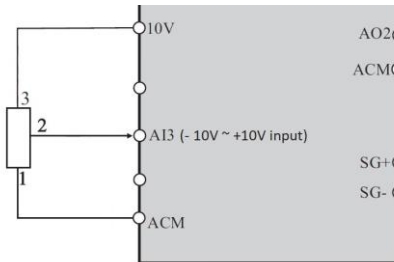 10V
AO2
ACM
3
2
AI3 (- 10V ~ +10V input)
1
SG+
SG-
ACM